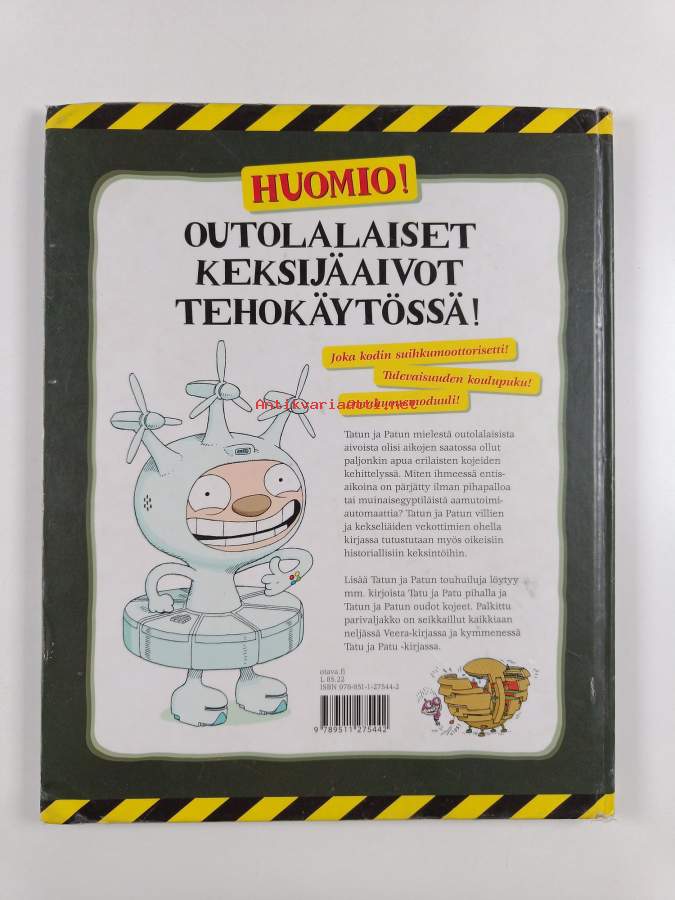 HUOMIO!
OUTOLALAISET
KEKSIJÄAIVOT
TEHOKÄYTÖSSÄ!
Joka kodin suihkumoottorisetti!
Tulevaisuuden koulupuku!
Antikvariaatti.net
Tatun ja Patun mielestä outolalaisista
aivoista olisi aikojen saatossa ollut
paljonkin apua erilaisten kojeiden
kehittelyssä. Miten ihmeessä entis-
aikoina on pärjätty ilman pihapalloa
tai muinaisegyptiläistä aamutoimi-
automaattia? Tatun ja Patun villien
ja kekseliäiden vekottimien ohella
kirjassa tutustutaan myös oikeisiin
historiallisiin keksintöihin.
Lisää Tatun ja Patun touhuiluja löytyy
mm. kirjoista Tatu ja Patu pihalla ja
Tatun ja Patun oudot kojeet. Palkittu
parivaljakko on seikkaillut kaikkiaan
neljässä Veera-kirjassa ja kymmenessä
Tatu ja Patu -kirjassa.
otava.fi
L 85.22
ISBN 978-951-1-27544-2
9 789511 275442